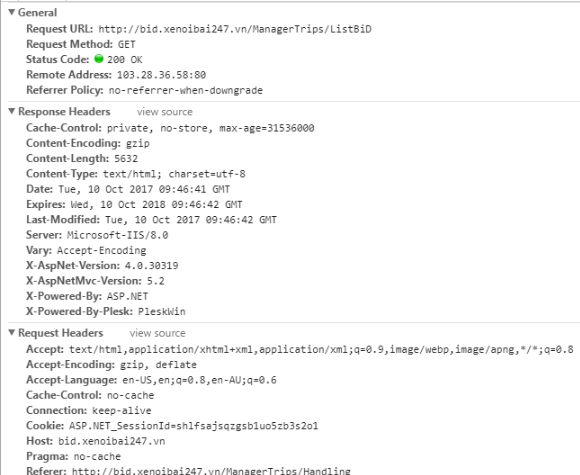 ▼ General
Request URL: http://bid.xenoibai247.vn/ManagerTrips/ListBiD
Request Method: GET
Status Code: 200 OK
Remote Address: 103.28.36.58:80
Referrer Policy: no-referrer-when-downgrade
▼ Response Headers view source
Cache-Control: private, no-store, max-age=31536000
Content-Encoding: gzip
Content-Length: 5632
Content-Type: text/html; charset=utf-8
Date: Tue, 10 Oct 2017 09:46:41 GMT
Expires: Wed, 10 Oct 2018 09:46:42 GMT
Last-Modified: Tue, 10 Oct 2017 09:46:42 GMT
Server: Microsoft-IIS/8.0
Vary: Accept-Encoding
X-AspNet-Version: 4.0.30319
X-AspNetMvc-Version: 5.2
X-Powered-By: ASP.NET
X-Powered-By-Plesk: PleskWin
▼ Request Headers view source
Accept: text/html,application/xhtml+xml,application/xml;q=0.9,image/webp,image/apng,*/*;q=0.8
Accept-Encoding: gzip, deflate
Accept-Language: en-US,en;q=0.8,en-AU;q=0.6
Cache-Control: no-cache
Connection: keep-alive
Cookie: ASP.NET_SessionId=shlfsajsqzgsb1uo5zb3s2o1
Host: bid.xenoibai247.vn
Pragma: no-cache
Referer: http://bid.xenoibai247.vn/ManagerTrips/Handling